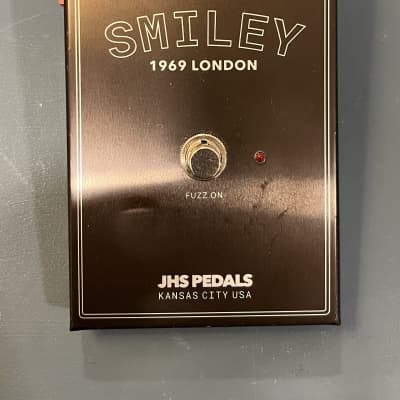 SMILEY
1969 LONDON
FUZZ ON
JHS PEDALS
KANSAS CITY USA